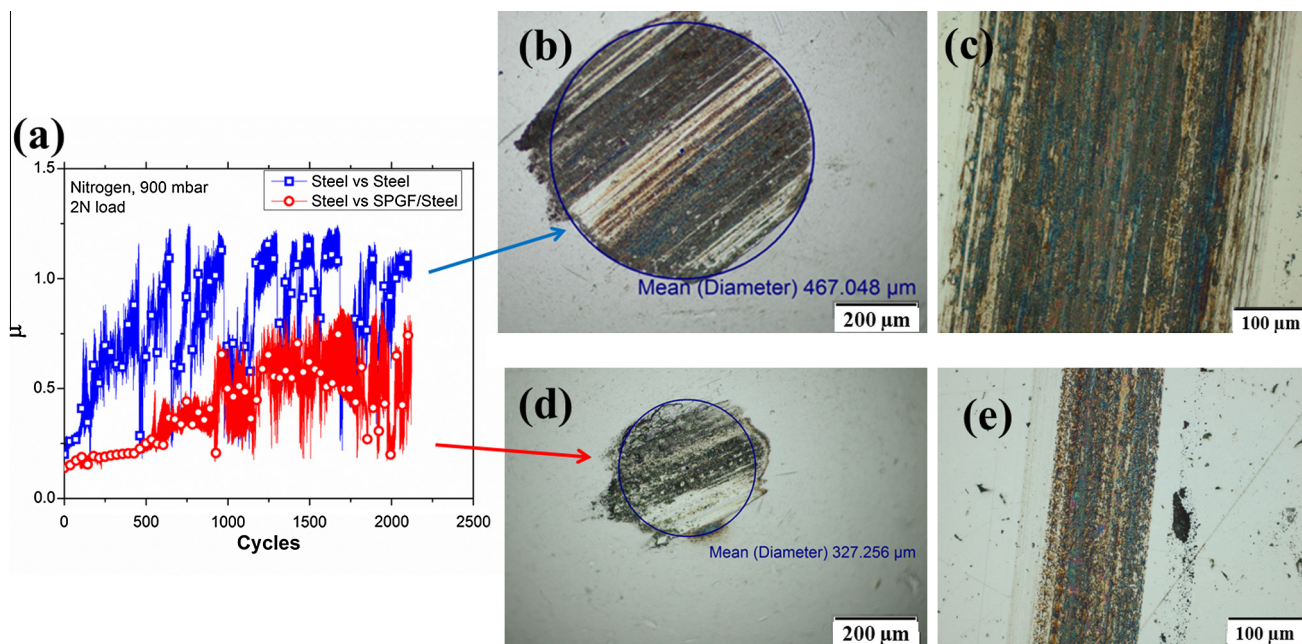 (a)
1.5
1.0
0.5
0.0
μ
Nitrogen, 900 mbar
2N load
Steel vs Steel
Steel vs SPGF/Steel
0
500
1000
1500
2000
2500
Cycles
(b)
Mean (Diameter) 467.048 µm
200 µm
(c)
100 µm
(d)
Mean (Diameter) 327.256 µm
200 µm
(e)
100 µm